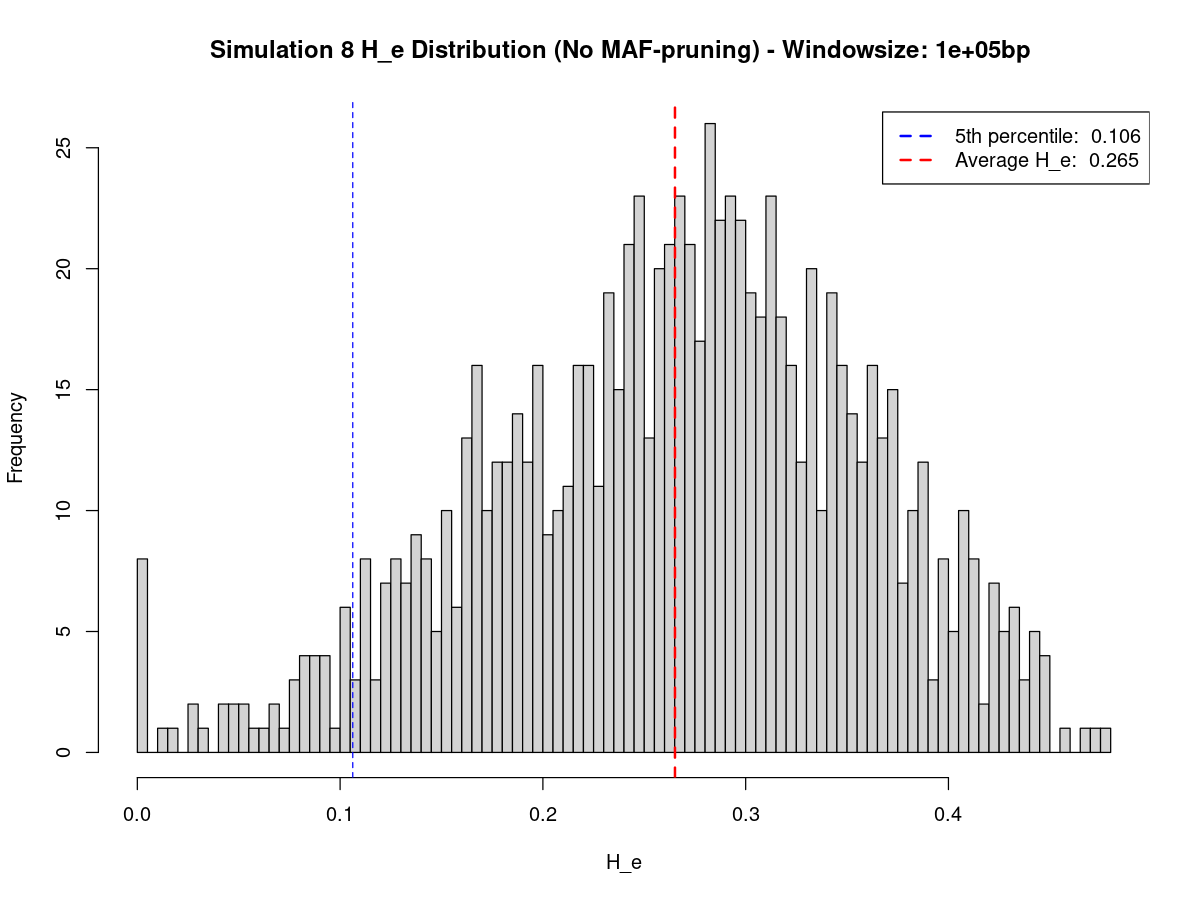 Simulation 8 H_e Distribution (No MAF-pruning) - Windowsize: 1e+05bp
5th percentile: 0.106
Average H_e: 0.265
Frequency
25
20
15
10
5
0
0.0 0.1 0.2 0.3 0.4
H_e